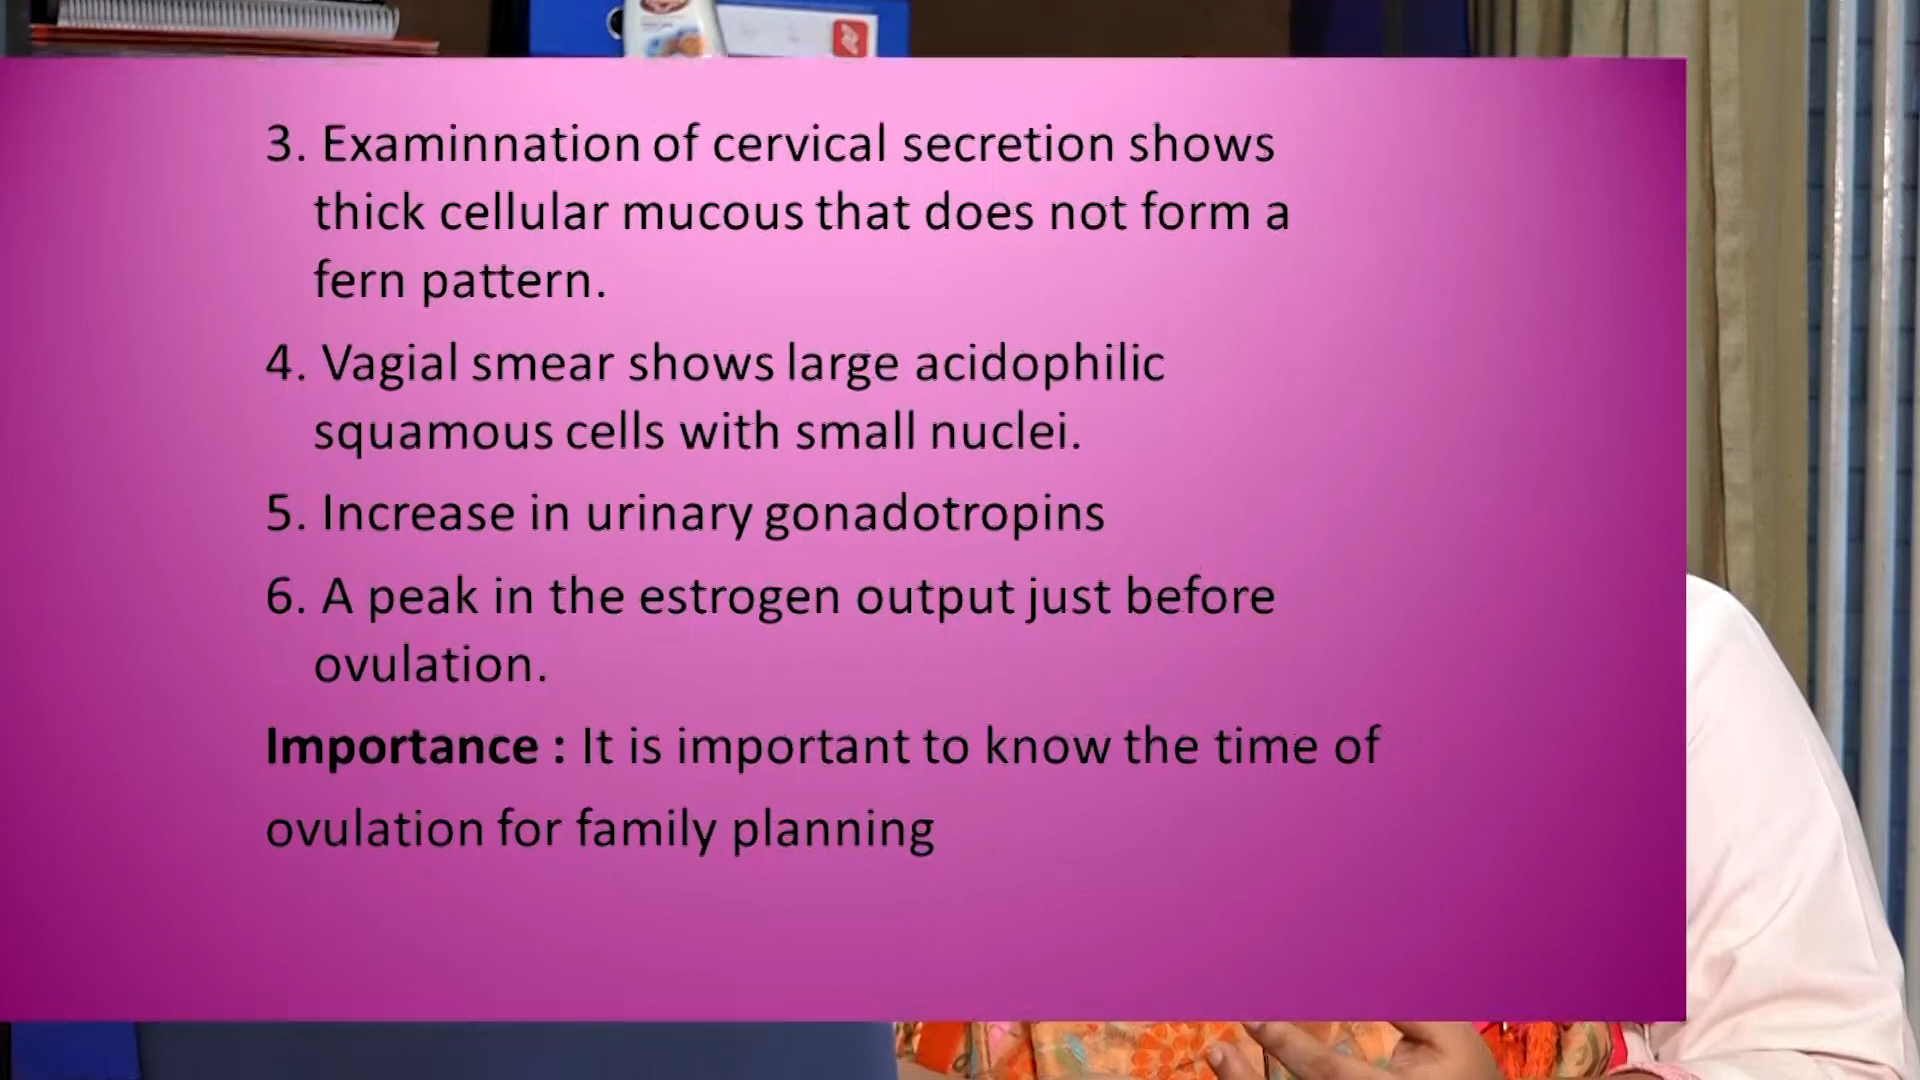 3. Examinnation of cervical secretion shows
thick cellular mucous that does not form a
fern pattern.
4. Vagial smear shows large acidophilic
squamous cells with small nuclei.
5. Increase in urinary gonadotropins
6. A peak in the estrogen output just before
ovulation.
Importance : It is important to know the time of
ovulation for family planning